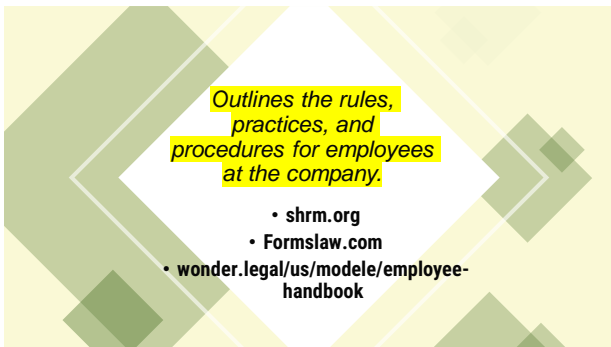 Outlines the rules,
practices, and
procedures for employees
at the company.
• shrm.org
• Formslaw.com
• wonder.legal/us/modele/employee-
handbook